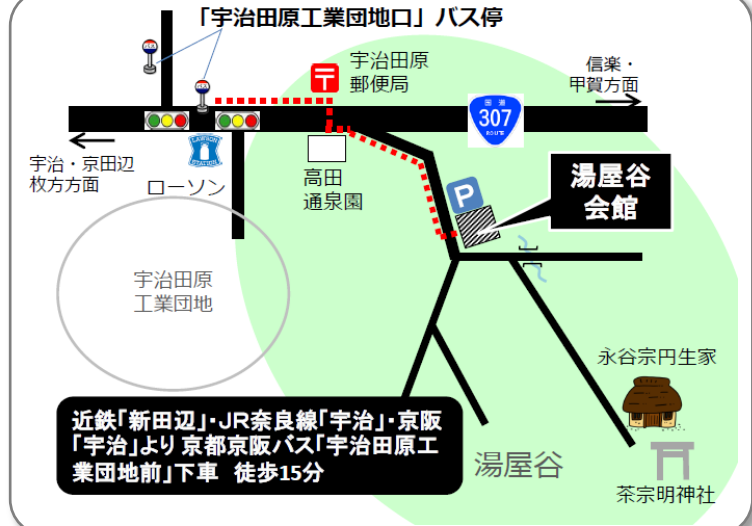 「宇治田原工業団地口」バス停
宇治田原
郵便局
信楽・
甲賀方面
国道
307
ROUTE
宇治・京田辺
枚方方面
LAWSON
STATION
ローソン
高田
通泉園
P
湯屋谷
会館
宇治田原
工業団地
永谷宗円生家
近鉄「新田辺」・JR奈良線「宇治」・京阪
「宇治」より京都京阪バス「宇治田原工
業団地前」下車 徒歩15分
湯屋谷
茶宗明神社